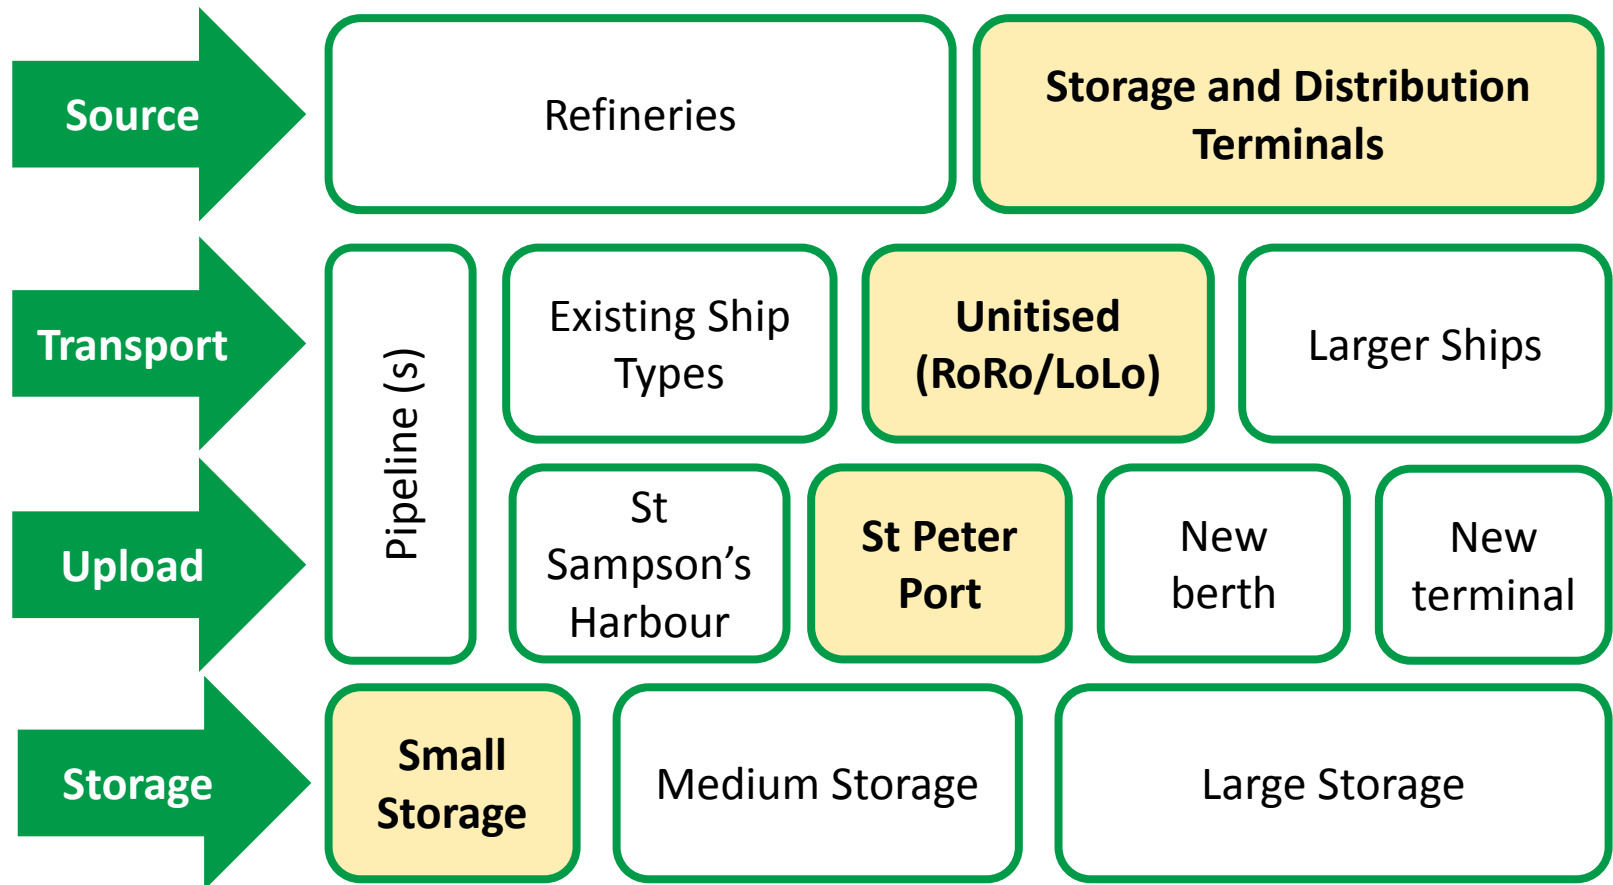 Source
Refineries
Storage and Distribution
Terminals
Transport
Pipeline (s)
Existing Ship
Types
Unitised
(RoRo/LoLo)
Larger Ships
Upload
St
Sampson’s
Harbour
St Peter
Port
New
berth
New
terminal
Storage
Small
Storage
Medium Storage
Large Storage